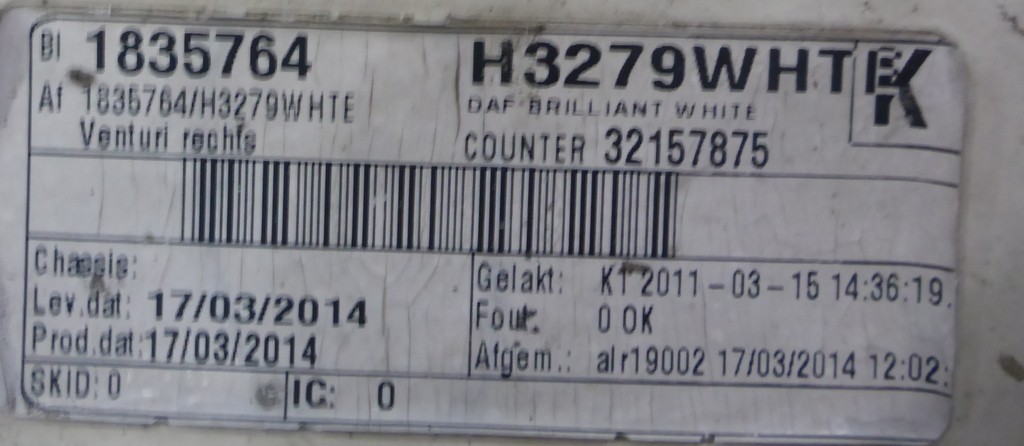 Bl 1835764 H3279WHTE K
Af 1835764/H3279WHTE DAF BRILLIANT WHITE
Venturi rechts COUNTER 32157875
Chassis:
Lev.dat: 17/03/2014
Prod.dat:17/03/2014
Gelakt: K1 2011-03-15 14:36:19.
Fout: 0 OK
Afgem.: alr19002 17/03/2014 12:02:
SKID: 0 IC: 0